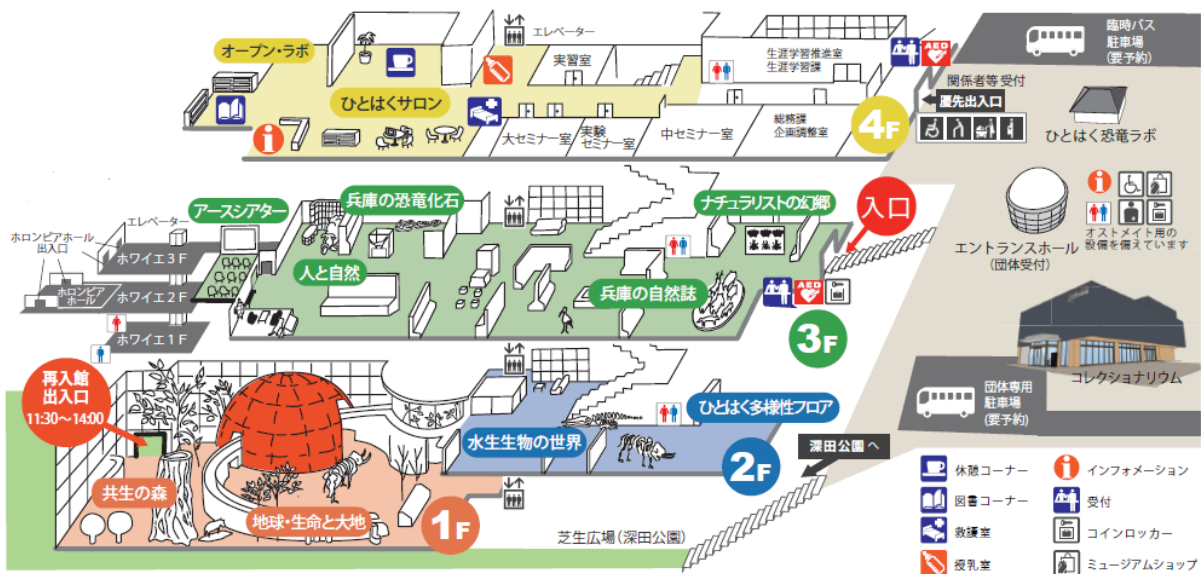 エレベーター
オープン・ラボ
実習室
生涯学習推進室
生涯学習課
AED
ひとはくサロン
大セミナー室
実験
セミナー室
中セミナー室
総務課
企画調整室
4F
関係者等 受付
優先出入口
臨時バス
駐車場
(要予約)
ひとはく恐竜ラボ
エントランスホール
(団体受付)
オストメイト用の
設備を備えています
コレクショナリウム
団体専用
駐車場
(要予約)
アースシアター
兵庫の恐竜化石
ナチュラリストの幻郷
入口
人と自然
兵庫の自然誌
AED
3F
エレベーター
ホロンピアホール
出入口
ホワイエ3F
ホロンピア
ホール
ホワイエ2F
ホワイエ1F
再入館
出入口
11:30〜14:00
ひとはく多様性フロア
水生生物の世界
2F
深田公園へ
共生の森
地球・生命と大地
1F
芝生広場(深田公園)
休憩コーナー
図書コーナー
救護室
授乳室
インフォメーション
受付
コインロッカー
ミュージアムショップ